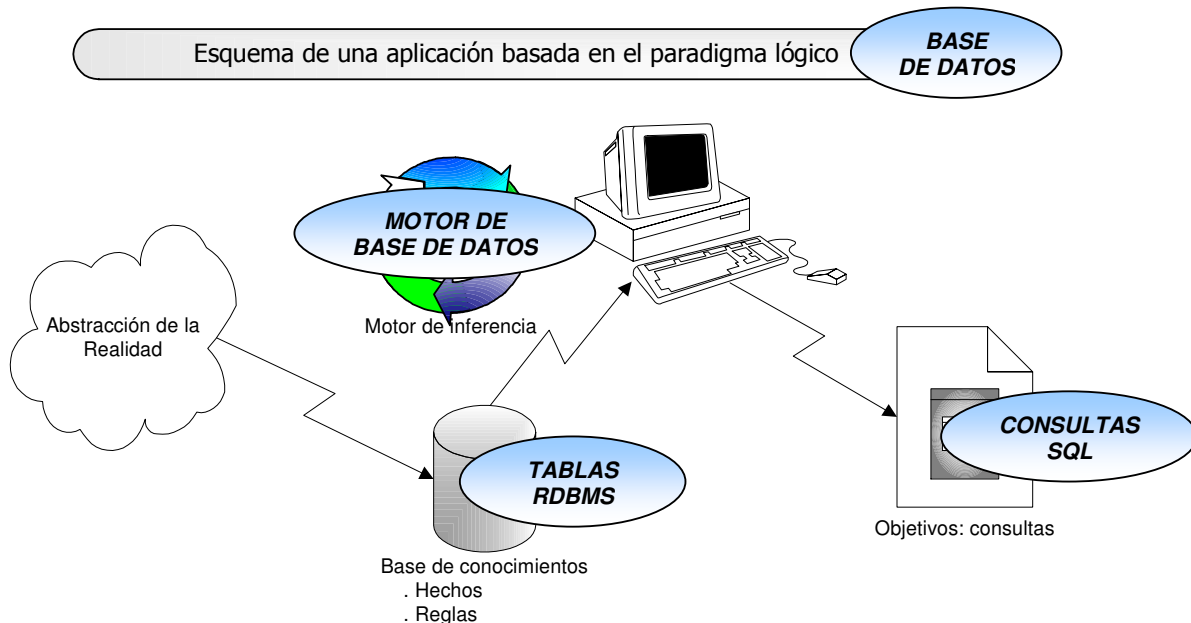 Esquema de una aplicación basada en el paradigma lógico
BASE
DE DATOS
MOTOR DE
BASE DE DATOS
Motor de inferencia
Abstracción de la
Realidad
TABLAS
RDBMS
Base de conocimientos
. Hechos
. Reglas
CONSULTAS
SQL
Objetivos: consultas